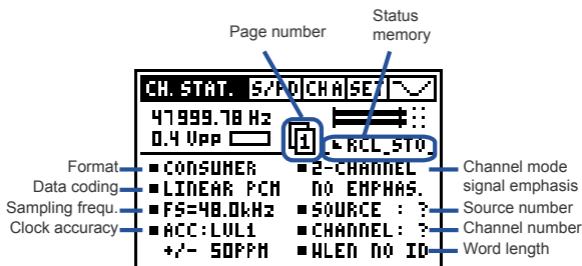 Page number
Status
memory
CH. STAT. S/PD CH A SET
47999.78 Hz
0.4 Vpp
1
RCL_STO
Format
CONSUMER
2-CHANNEL
Channel mode
Data coding
LINEAR PCM
NO EMPHAS.
signal emphasis
Sampling frequ.
FS=48.0kHz
SOURCE : ?
Source number
Clock accuracy
ACC:LVL1
CHANNEL: ?
Channel number
+/- 50PPM
WLEN NO ID
Word length